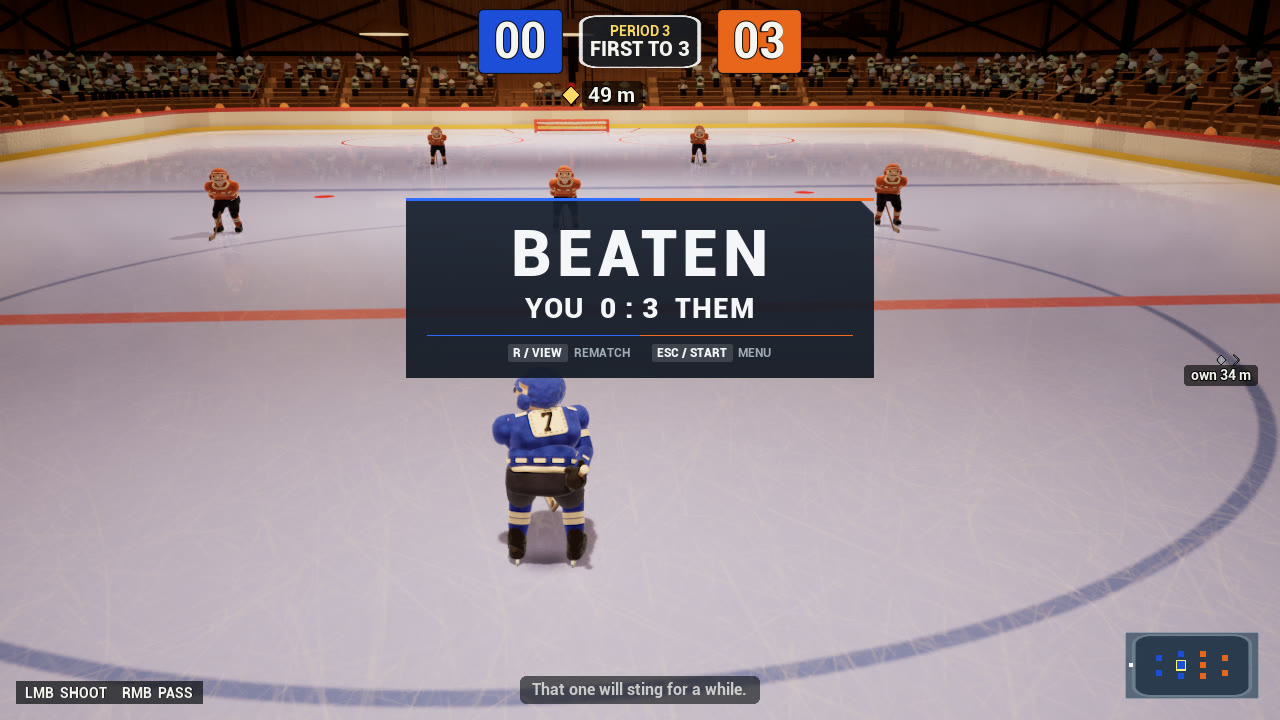 00
PERIOD 3
FIRST TO 3
03
49 m
BEATEN
YOU 0 : 3 THEM
R / VIEW REMATCH ESC / START MENU
own 34 m
7
LMB SHOOT RMB PASS
That one will sting for a while.